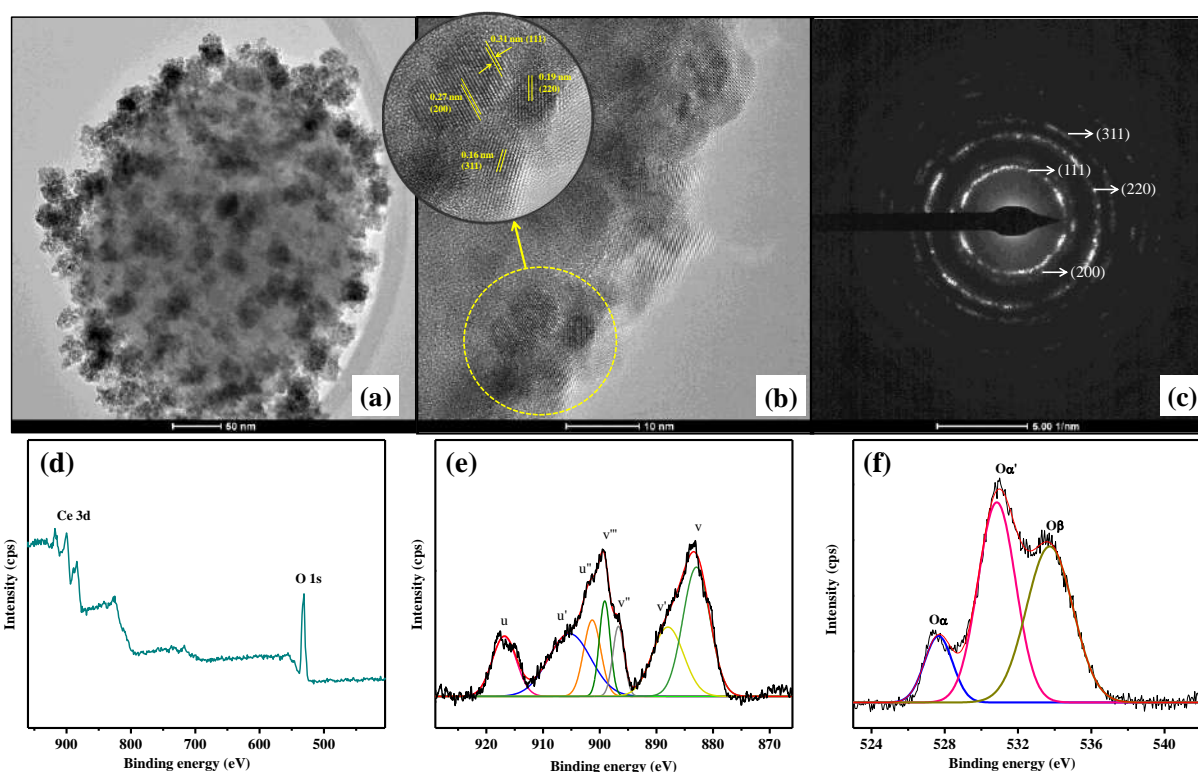 0.31 nm (111)
0.19 nm
(220)
0.27 nm
(200)
0.16 nm
(311)
(a)
50 nm
(b)
10 nm
(311)
(111)
(220)
(200)
(c)
5.00 1/nm
(d)
Ce 3d
O 1s
Intensity (cps)
900 800 700 600 500
Binding energy (eV)
(e)
u
u'
u''
v'''
v''
v'
v
Intensity (cps)
920 910 900 890 880 870
Binding energy (eV)
(f)
Oα
Oα'
Oβ
Intensity (cps)
524 528 532 536 540
Binding energy (eV)